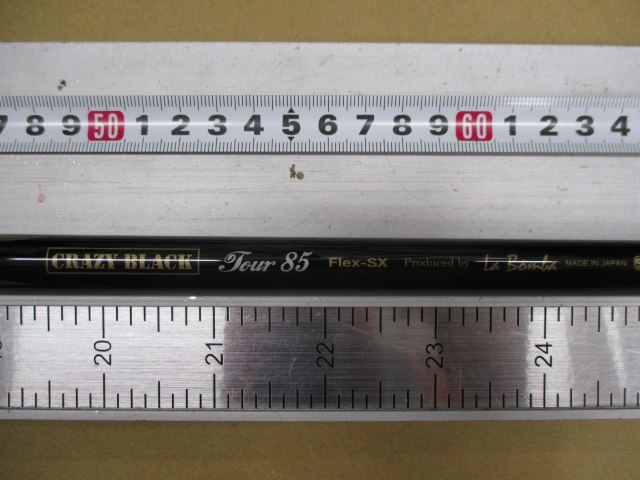 7 8 9 50 1 2 3 4 5 6 7 8 9 60 1 2 3 4
CRAZY BLACK Tour 85 Flex-SX Produced by La Bomba MADE IN JAPAN
20 21 22 23 24